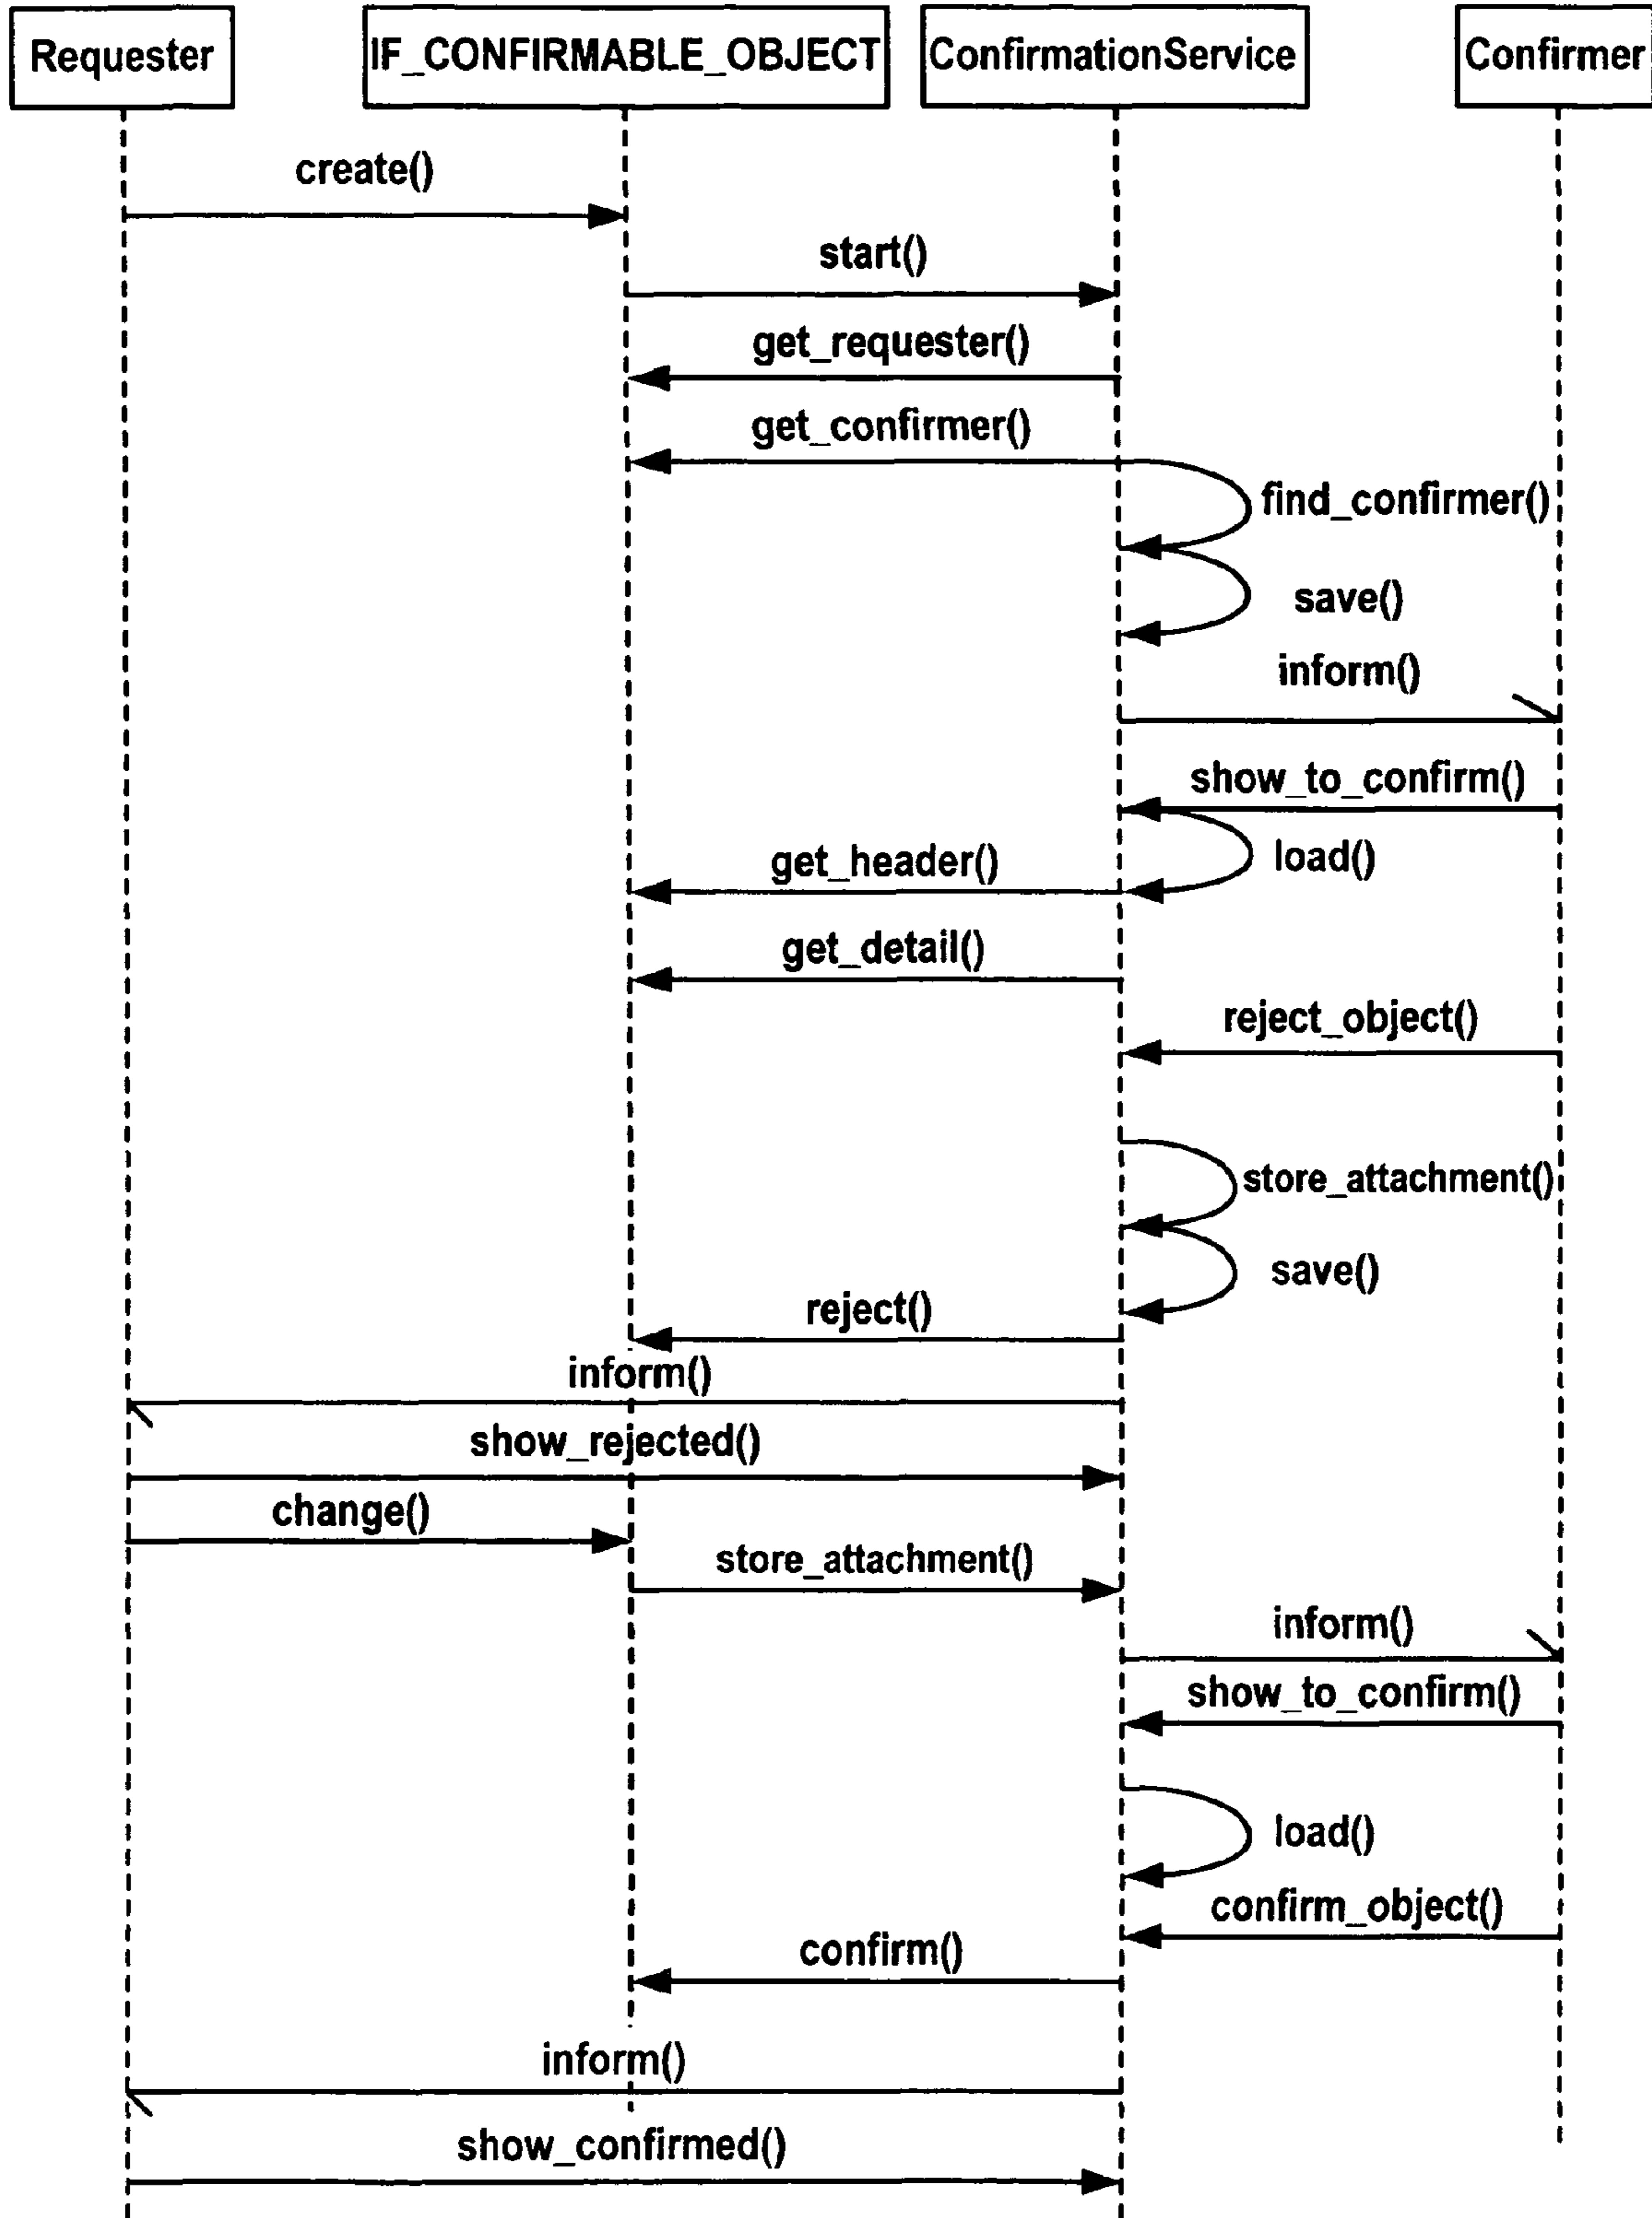 Requester
IF_CONFIRMABLE_OBJECT
ConfirmationService
Confirmer
create()
start()
get_requester()
get_confirmer()
find_confirmer()
save()
inform()
show_to_confirm()
load()
get_header()
get_detail()
reject_object()
store_attachment()
save()
reject()
inform()
show_rejected()
change()
store_attachment()
inform()
show_to_confirm()
load()
confirm_object()
confirm()
inform()
show_confirmed()